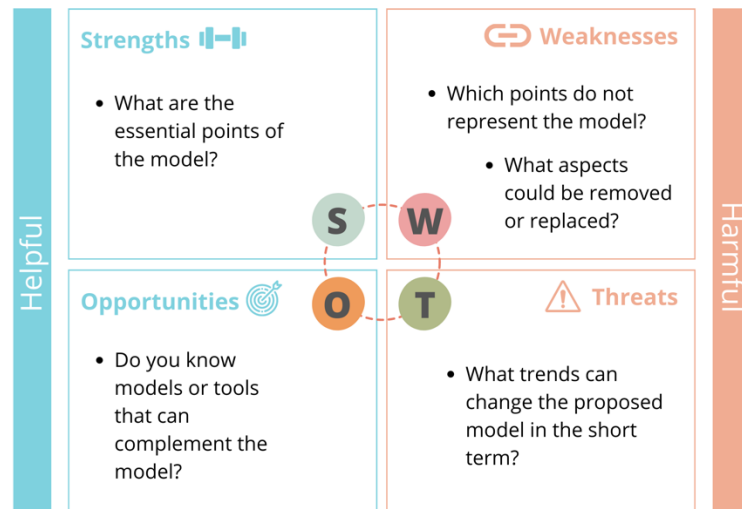 Helpful
Strengths
• What are the
essential points of
the model?
Weaknesses
• Which points do not
represent the model?
• What aspects
could be removed
or replaced?
S
W
O
T
Opportunities
• Do you know
models or tools
that can
complement the
model?
Threats
• What trends can
change the proposed
model in the short
term?
Harmful